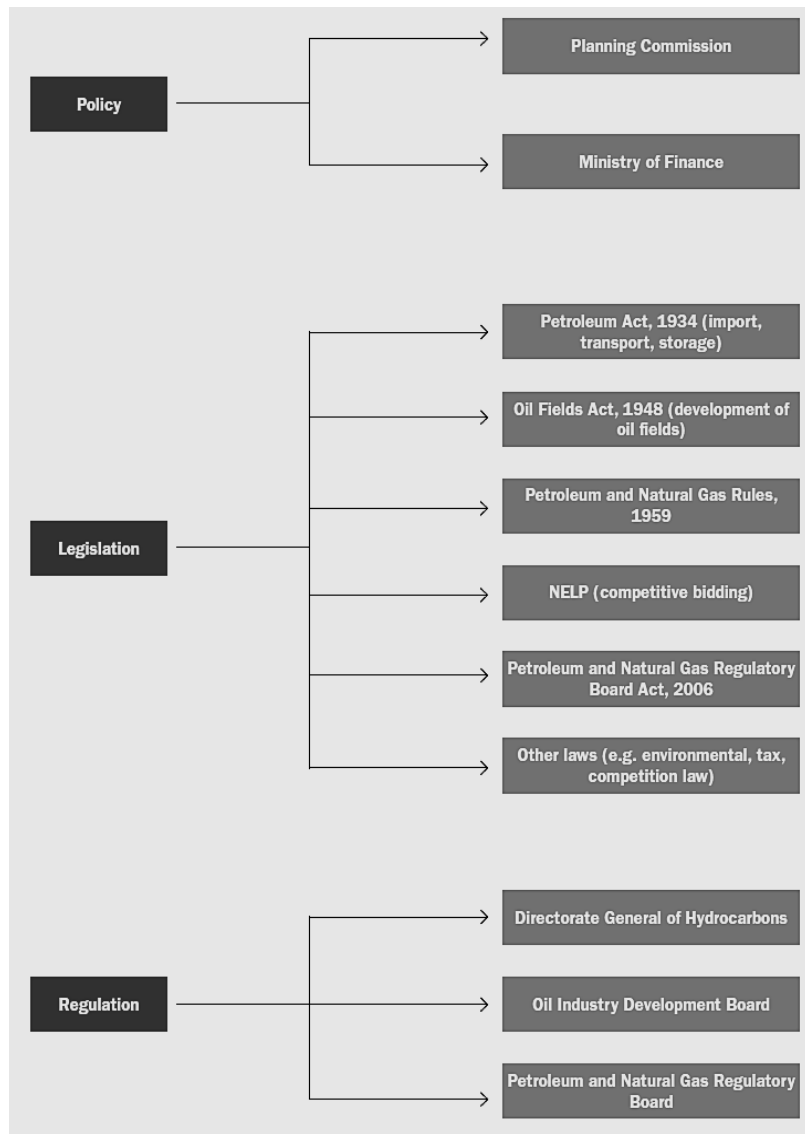 Policy
Planning Commission
Ministry of Finance
Legislation
Petroleum Act, 1934 (import,
transport, storage)
Oil Fields Act, 1948 (development of
oil fields)
Petroleum and Natural Gas Rules,
1959
NELP (competitive bidding)
Petroleum and Natural Gas Regulatory
Board Act, 2006
Other laws (e.g. environmental, tax,
competition law)
Regulation
Directorate General of Hydrocarbons
Oil Industry Development Board
Petroleum and Natural Gas Regulatory
Board